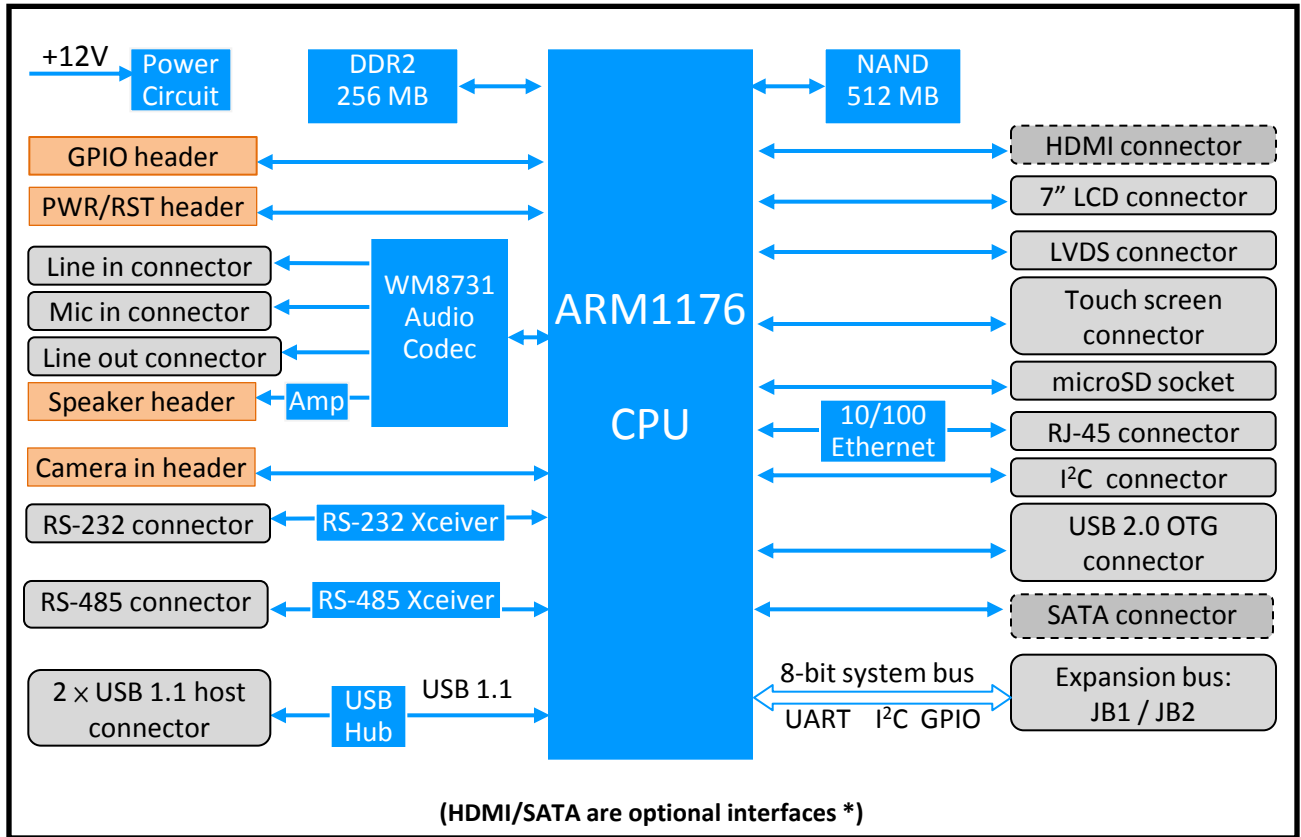 +12V
Power
Circuit
DDR2
256 MB
NAND
512 MB
GPIO header
PWR/RST header
Line in connector
Mic in connector
Line out connector
Speaker header
Amp
WM8731
Audio
Codec
Camera in header
RS-232 connector
RS-232 Xceiver
RS-485 connector
RS-485 Xceiver
2 x USB 1.1 host
connector
USB
Hub
USB 1.1
ARM1176
CPU
HDMI connector
7” LCD connector
LVDS connector
Touch screen
connector
microSD socket
10/100
Ethernet
RJ-45 connector
I²C connector
USB 2.0 OTG
connector
SATA connector
8-bit system bus
UART I²C GPIO
Expansion bus:
JB1 / JB2
(HDMI/SATA are optional interfaces *)